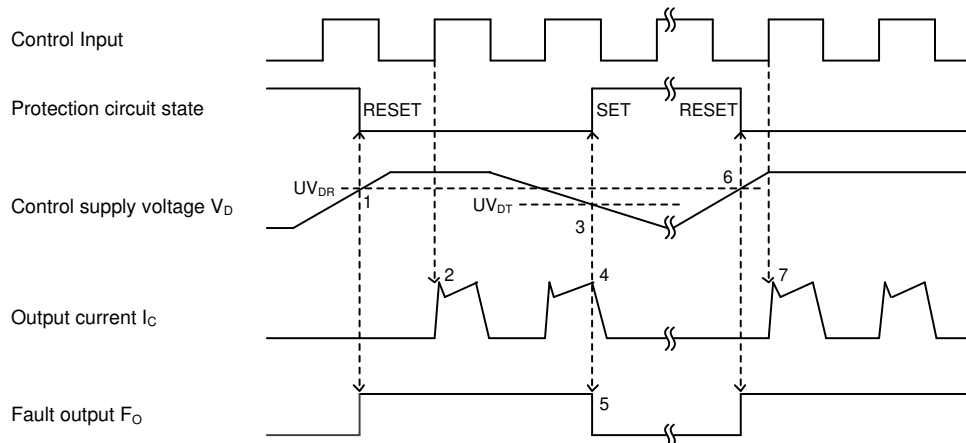 Control Input
Protection circuit state
RESET
SET
RESET
UVDR
6
1
Control supply voltage VD
UVDT
3
2
4
7
Output current IC
5
Fault output FO